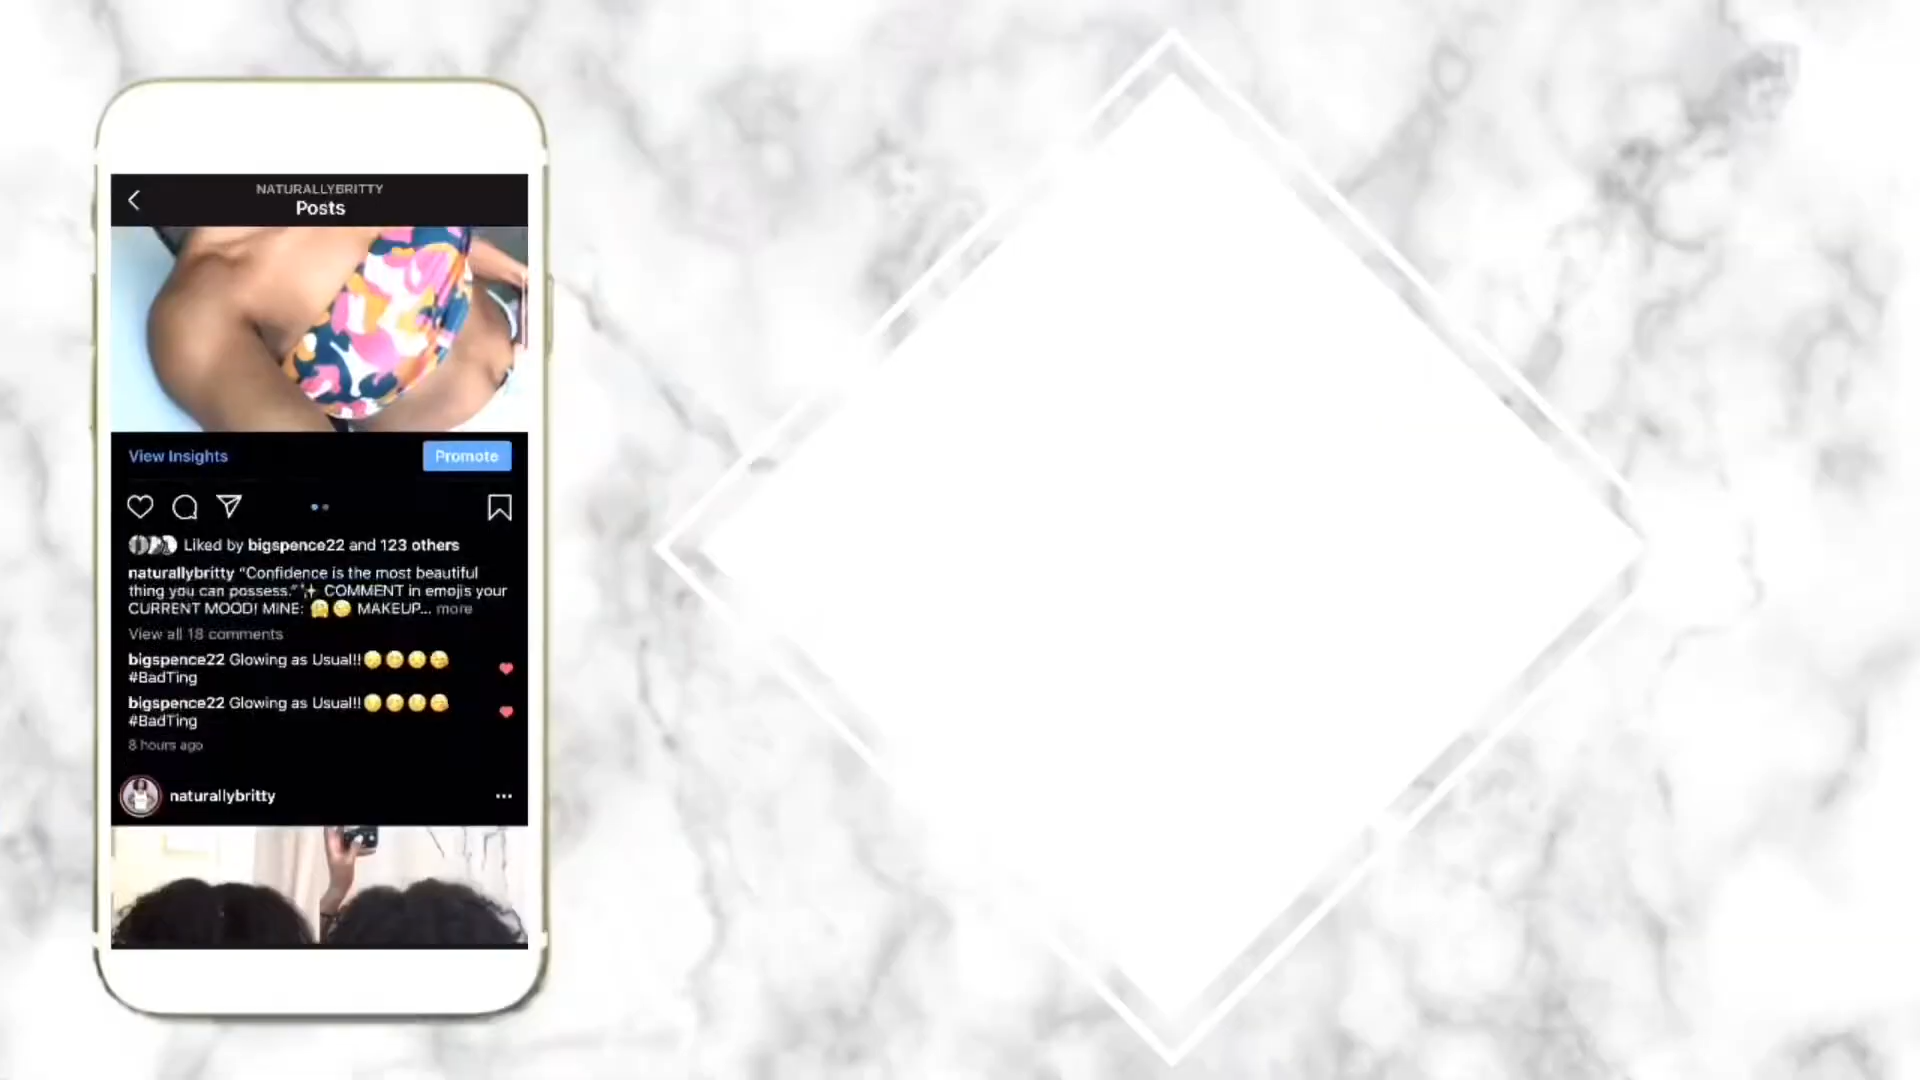 NATURALLYBRITTY
Posts
View Insights
Promote
Liked by bigspence22 and 123 others
naturallybritty “Confidence is the most beautiful
thing you can possess.”✨ COMMENT in emojis your
CURRENT MOOD! MINE: MAKEUP... more
View all 18 comments
bigspence22 Glowing as Usual!!
#BadTing
bigspence22 Glowing as Usual!!
#BadTing
8 hours ago
naturallybritty